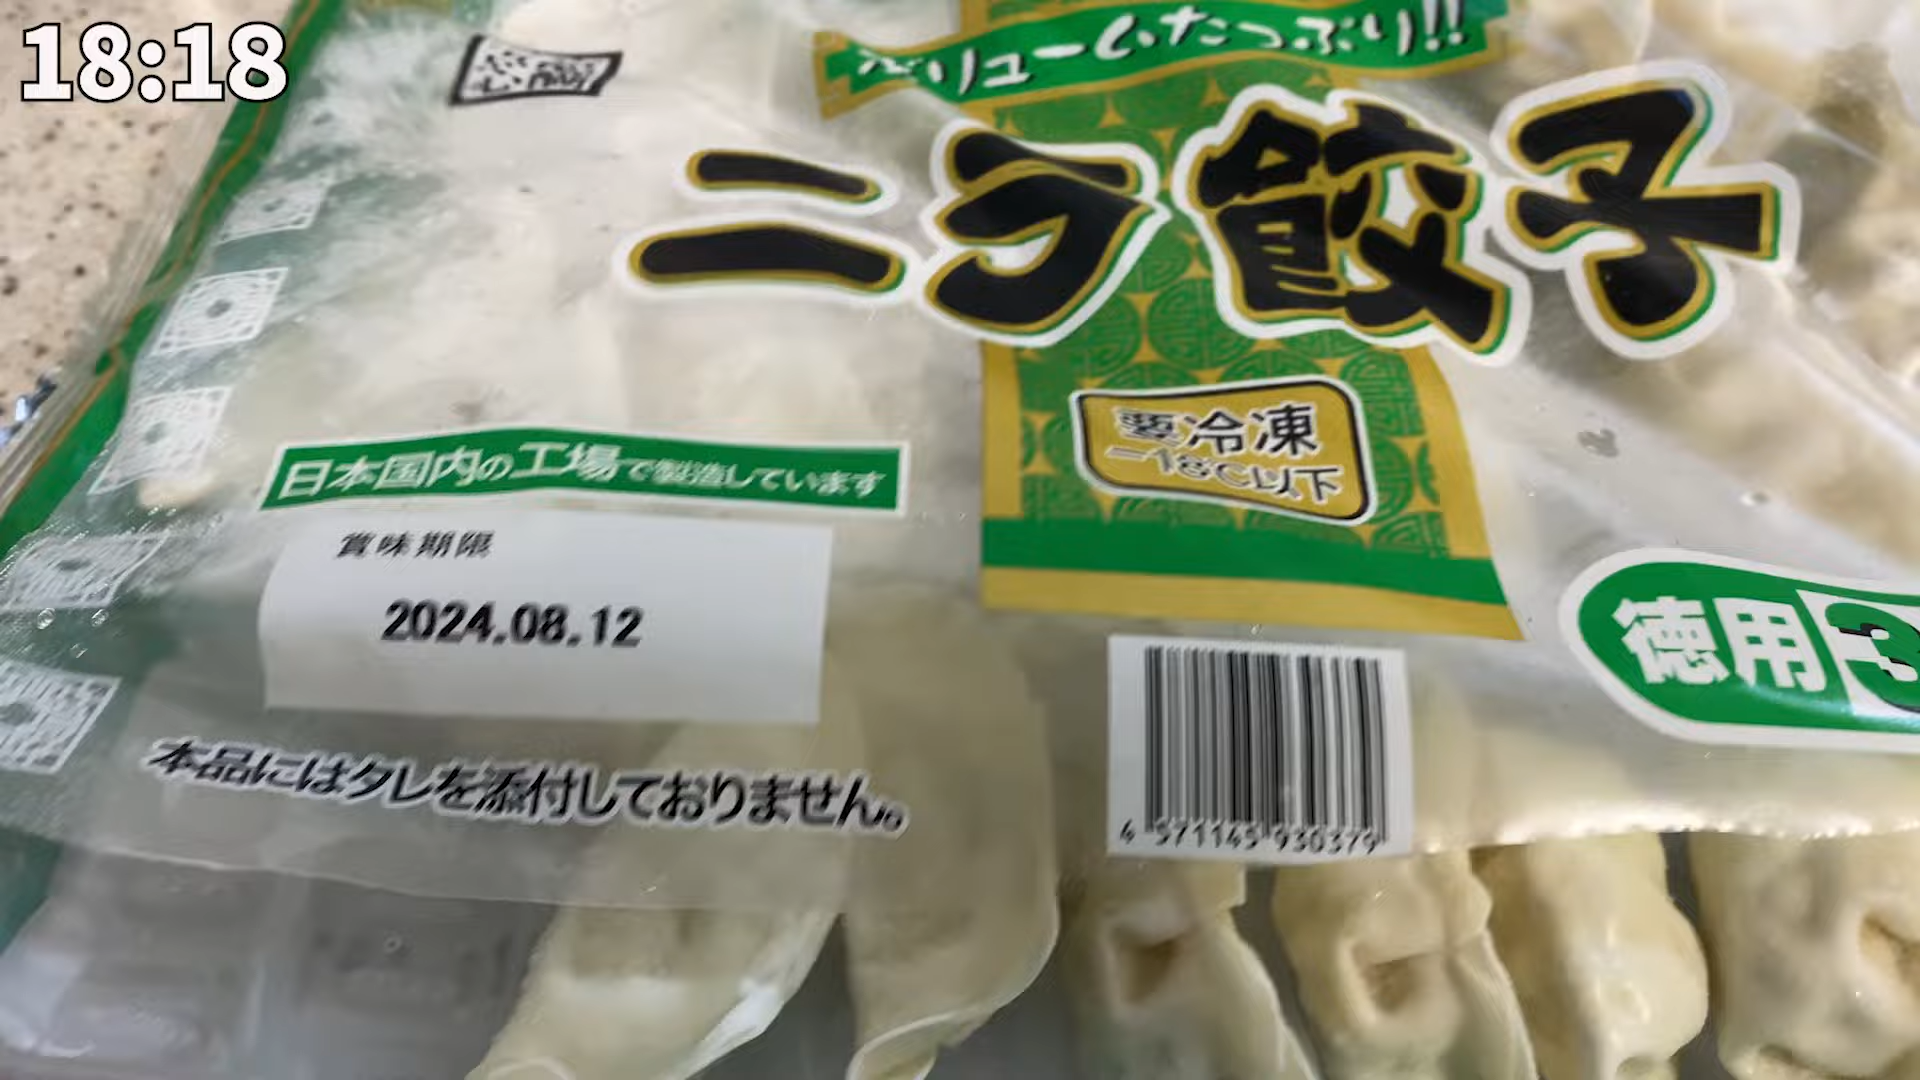 18:18
ボリュームたっぷり!!
ニラ餃子
要冷凍
-18℃以下
日本国内の工場で製造しています
賞味期限
2024.08.12
徳用
本品にはタレを添付しておりません。
4 571145 930379